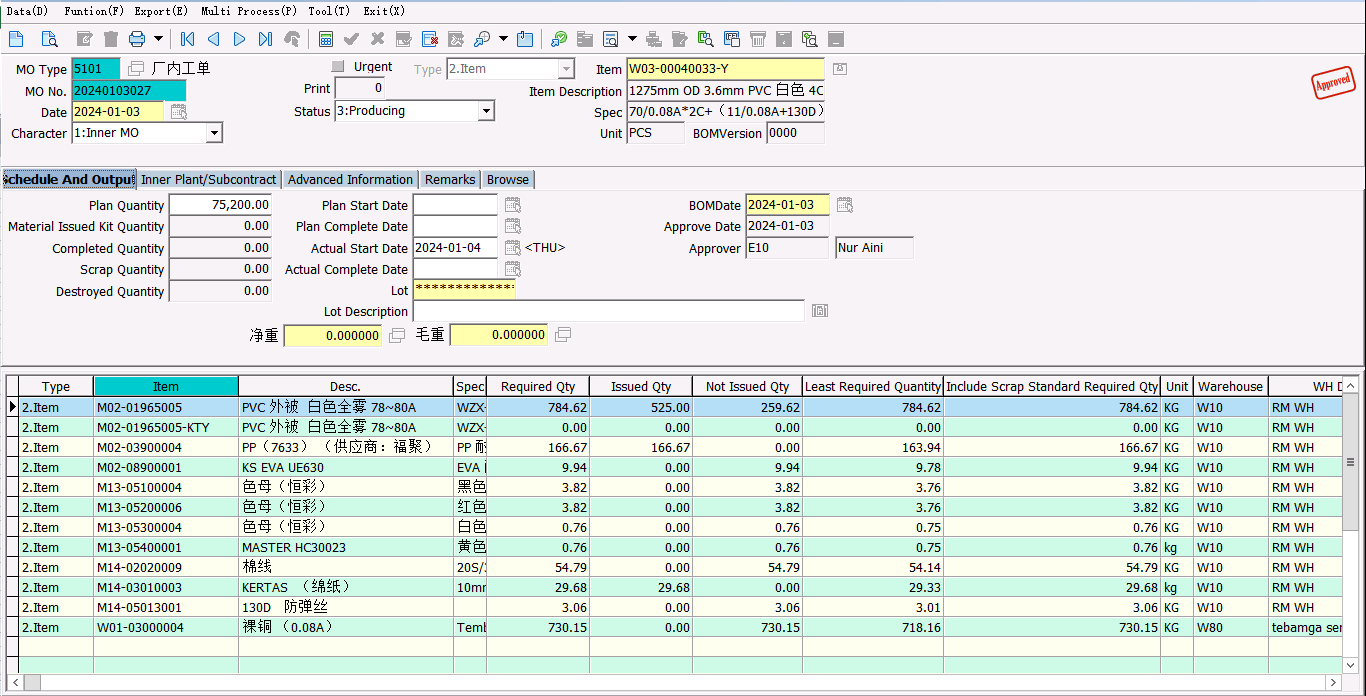 Data(D) Funtion(F) Export(E) Multi Process(P) Tool(T) Exit(X)
MO Type 5101 厂内工单 Urgent Type 2.Item Item W03-00040033-Y
MO No. 20240103027 Print 0 Item Description 1275mm OD 3.6mm PVC 白色 4C
Approved
Date 2024-01-03 Status 3:Producing Spec 70/0.08A*2C+（11/0.08A+130D）
Character 1:Inner MO Unit PCS BOMVersion 0000
Schedule And Output Inner Plant/Subcontract Advanced Information Remarks Browse
Plan Quantity 75,200.00 Plan Start Date BOMDate 2024-01-03
Material Issued Kit Quantity 0.00 Plan Complete Date Approve Date 2024-01-03
Completed Quantity 0.00 Actual Start Date 2024-01-04 <THU> Approver E10 Nur Aini
Scrap Quantity 0.00 Actual Complete Date
Destroyed Quantity 0.00 Lot *************
Lot Description
净重 0.000000 毛重 0.000000
Type Item Desc. Spec Required Qty Issued Qty Not Issued Qty Least Required Quantity Include Scrap Standard Required Qty Unit Warehouse WH D
2.Item M02-01965005 PVC 外被 白色全雾 78~80A WZX- 784.62 525.00 259.62 784.62 784.62 KG W10 RM WH
2.Item M02-01965005-KTY PVC 外被 白色全雾 78~80A WZX- 0.00 0.00 0.00 0.00 0.00 KG W10 RM WH
2.Item M02-03900004 PP（7633）（供应商：福聚） PP 耐 166.67 166.67 0.00 163.94 166.67 KG W10 RM WH
2.Item M02-08900001 KS EVA UE630 EVA 9.94 0.00 9.94 9.78 9.94 KG W10 RM WH
2.Item M13-05100004 色母（恒彩） 黑色 3.82 0.00 3.82 3.76 3.82 KG W10 RM WH
2.Item M13-05200006 色母（恒彩） 红色 3.82 0.00 3.82 3.76 3.82 KG W10 RM WH
2.Item M13-05300004 色母（恒彩） 白色 0.76 0.00 0.76 0.75 0.76 KG W10 RM WH
2.Item M13-05400001 MASTER HC30023 黄色 0.76 0.00 0.76 0.75 0.76 kg W10 RM WH
2.Item M14-02020009 棉线 20S/ 54.79 0.00 54.79 54.14 54.79 KG W10 RM WH
2.Item M14-03010003 KERTAS （绵纸） 10mm 29.68 29.68 0.00 29.33 29.68 kg W10 RM WH
2.Item M14-05013001 130D 防弹丝 3.06 0.00 3.06 3.01 3.06 KG W10 RM WH
2.Item W01-03000004 裸铜（0.08A） Temb 730.15 0.00 730.15 718.16 730.15 KG W80 tebamga ser